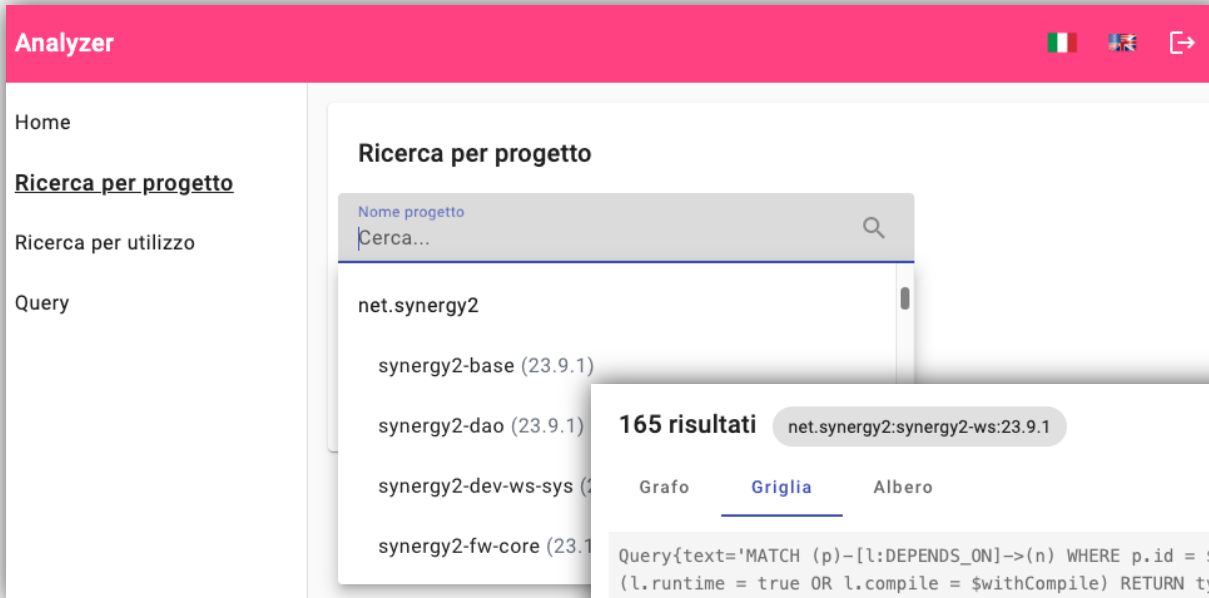 Analyzer
Home
Ricerca per progetto
Ricerca per utilizzo
Query
Ricerca per progetto
Nome progetto
Cerca...
net.synergy2
synergy2-base (23.9.1)
synergy2-dao (23.9.1)
synergy2-dev-ws-sys
synergy2-fw-core (23.1
165 risultati net.synergy2:synergy2-ws:23.9.1
Grafo Griglia Albero
Query{text='MATCH (p)-[l:DEPENDS_ON]->(n) WHERE p.id =
(l.runtime = true OR l.compile = $withCompile) RETURN